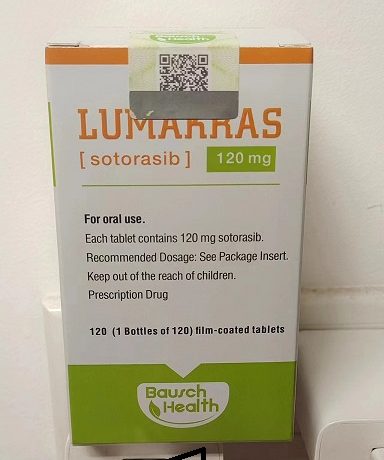 LUMAKRAS
[ sotorasib ] 120 mg
For oral use.
Each tablet contains 120 mg sotorasib.
Recommended Dosage: See Package Insert.
Keep out of the reach of children.
Prescription Drug
120 (1 Bottles of 120) film-coated tablets
Bausch
Health